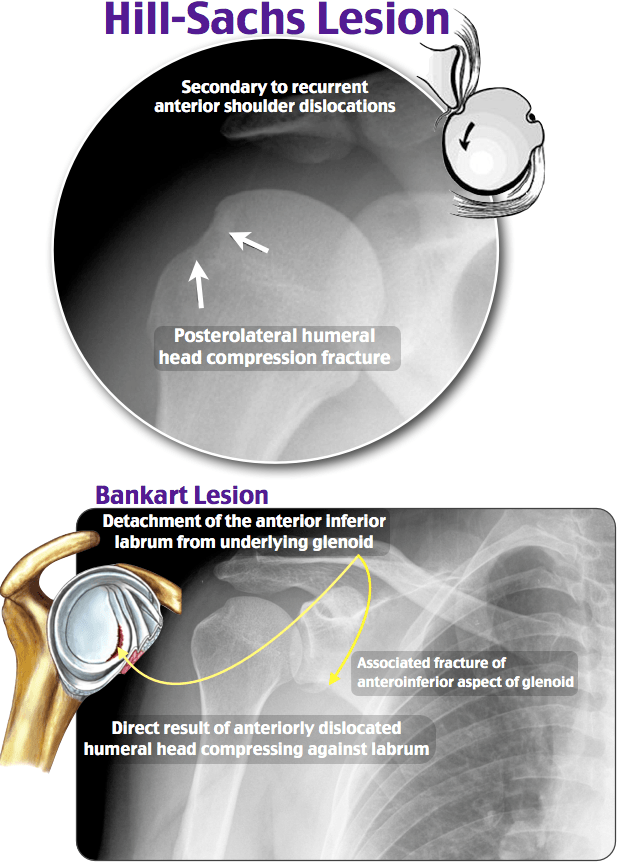 Hill-Sachs Lesion
Secondary to recurrent
anterior shoulder dislocations
Posterolateral humeral
head compression fracture
Bankart Lesion
Detachment of the anterior inferior
labrum from underlying glenoid
Associated fracture of
anteroinferior aspect of glenoid
Direct result of anteriorly dislocated
humeral head compressing against labrum